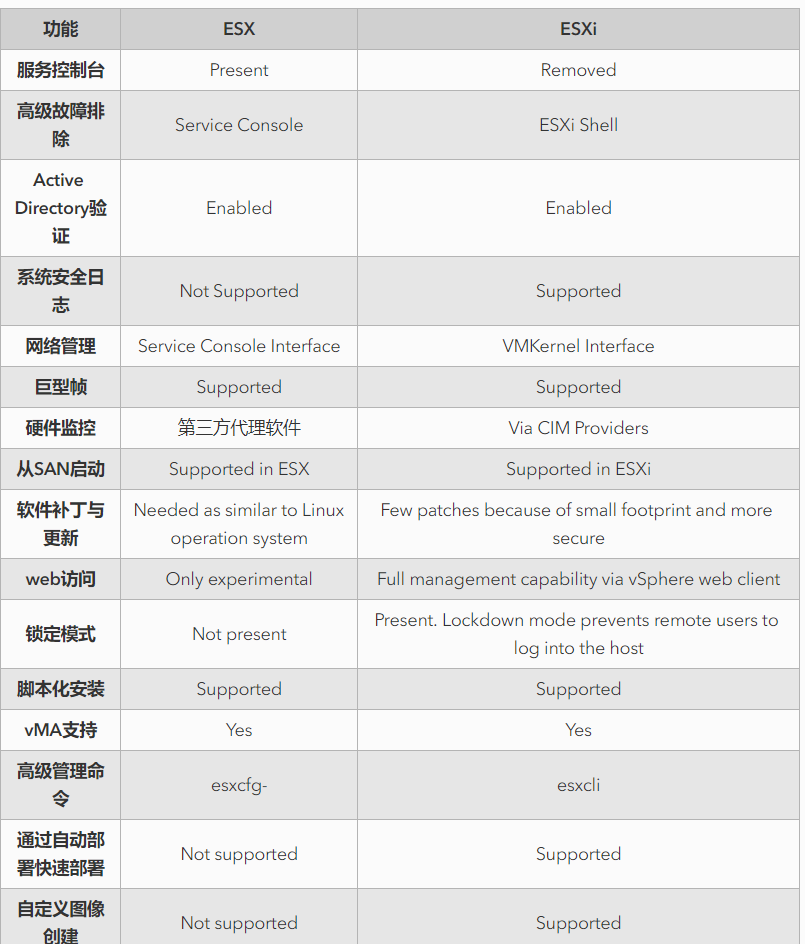 功能 ESX ESXi
服务控制台 Present Removed
高级故障排
除 Service Console ESXi Shell
Active
Directory验
证 Enabled Enabled
系统安全日
志 Not Supported Supported
网络管理 Service Console Interface VMKernel Interface
巨型帧 Supported Supported
硬件监控 第三方代理软件 Via CIM Providers
从SAN启动 Supported in ESX Supported in ESXi
软件补丁与
更新 Needed as similar to Linux
operation system Few patches because of small footprint and more
secure
web访问 Only experimental Full management capability via vSphere web client
锁定模式 Not present Present. Lockdown mode prevents remote users to
log into the host
脚本化安装 Supported Supported
vMA支持 Yes Yes
高级管理命
令 esxcfg- esxcli
通过自动部
署快速部署 Not supported Supported
自定义图像
创建 Not supported Supported